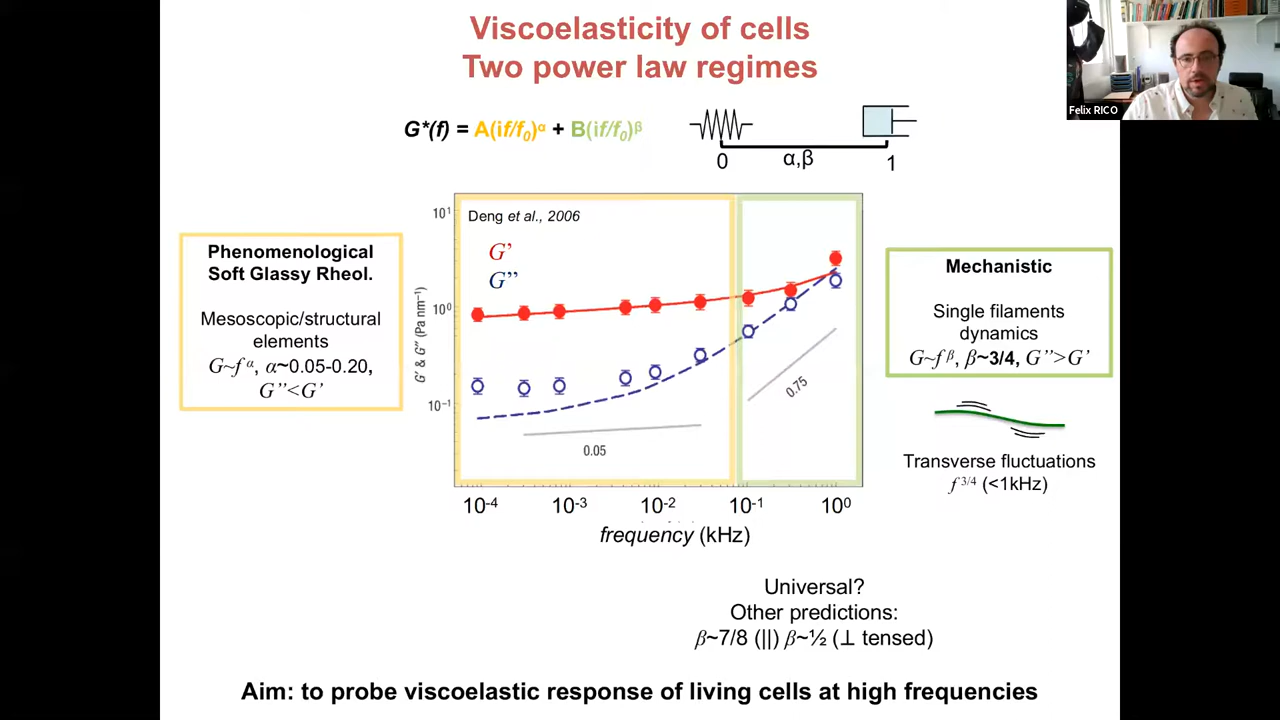 Viscoelasticity of cells
Two power law regimes
Felix RICO
G*(f) = A(if/f₀)ᵅ + B(if/f₀)ᵝ
0 α,β 1
Phenomenological
Soft Glassy Rheol.
Mesoscopic/structural
elements
G~f ᵅ, α~0.05-0.20,
G’’<G’
Deng et al., 2006
G’
G’’
G′ & G″ (Pa nm⁻¹)
10¹
10⁰
10⁻¹
0.05
0.75
10⁻⁴ 10⁻³ 10⁻² 10⁻¹ 10⁰
frequency (kHz)
Mechanistic
Single filaments
dynamics
G~f ᵝ, β~3/4, G’’>G’
Transverse fluctuations
f ³/⁴ (<1kHz)
Universal?
Other predictions:
β~7/8 (||) β~½ (⊥ tensed)
Aim: to probe viscoelastic response of living cells at high frequencies